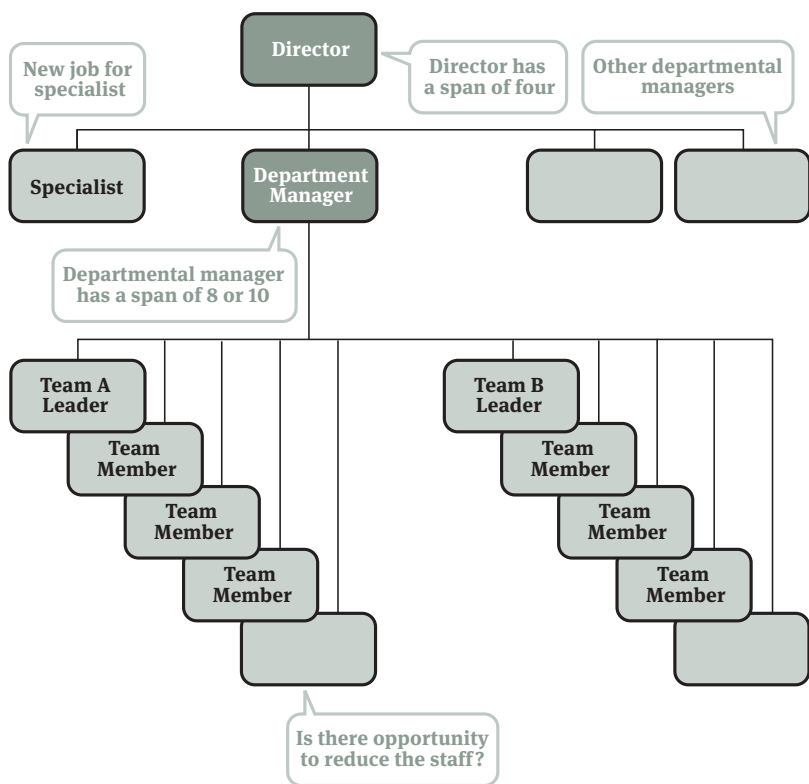 Director
New job for
specialist
Director has
a span of four
Other departmental
managers
Specialist
Department
Manager
Departmental manager
has a span of 8 or 10
Team A
Leader
Team
Member
Team
Member
Team
Member
Team B
Leader
Team
Member
Team
Member
Team
Member
Is there opportunity
to reduce the staff?